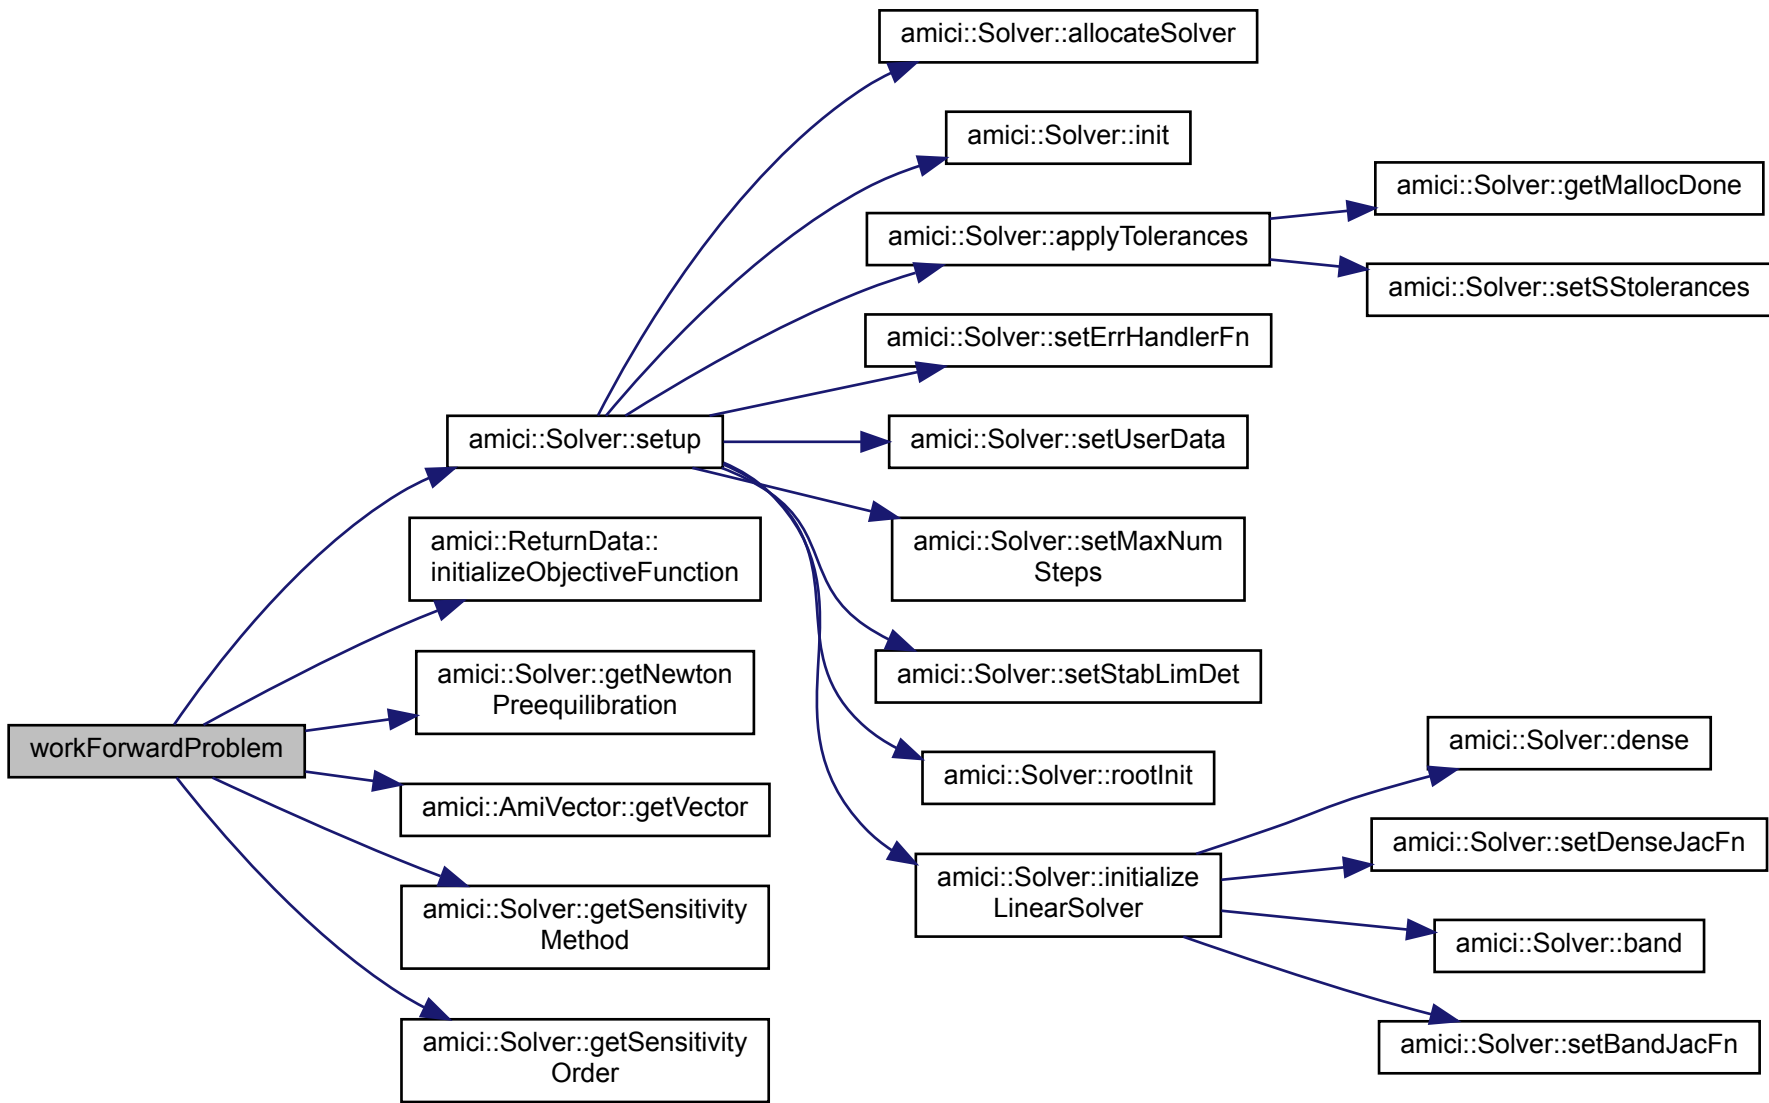 amici::Solver::allocateSolver
amici::Solver::init
amici::Solver::getMallocDone
amici::Solver::applyTolerances
amici::Solver::setSStolerances
amici::Solver::setErrHandlerFn
amici::Solver::setup
amici::Solver::setUserData
amici::ReturnData::
initializeObjectiveFunction
amici::Solver::setMaxNum
Steps
amici::Solver::getNewton
Preequilibration
amici::Solver::setStabLimDet
workForwardProblem
amici::Solver::dense
amici::Solver::rootInit
amici::AmiVector::getVector
amici::Solver::setDenseJacFn
amici::Solver::initialize
LinearSolver
amici::Solver::getSensitivity
Method
amici::Solver::band
amici::Solver::getSensitivity
Order
amici::Solver::setBandJacFn